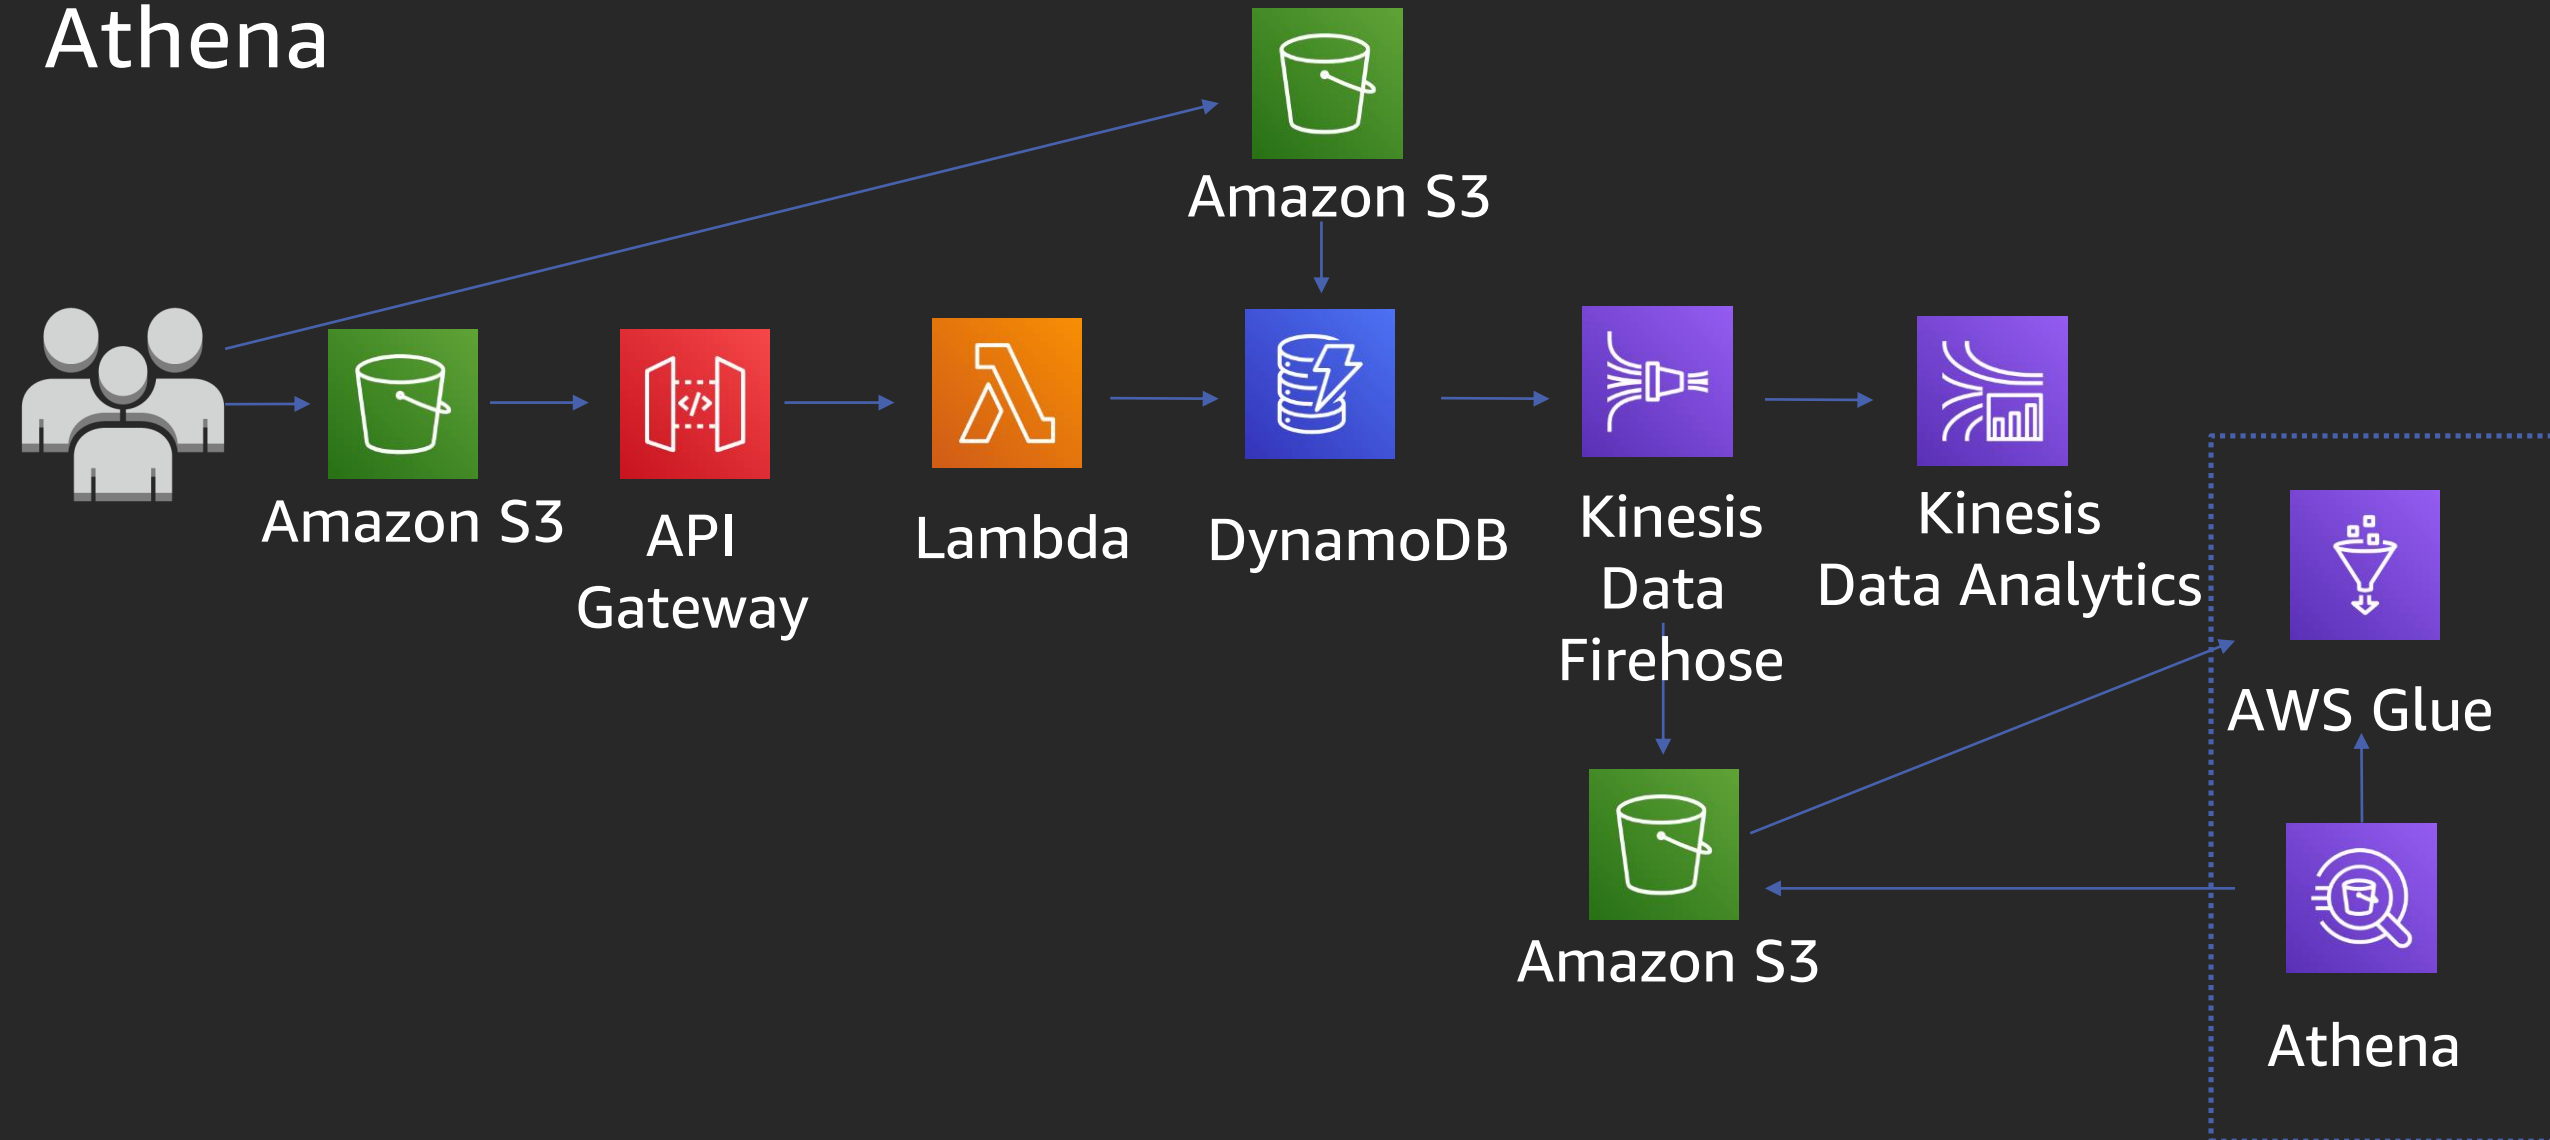 Athena
Amazon S3
Amazon S3
API
Gateway
Lambda
DynamoDB
Kinesis
Data
Firehose
Kinesis
Data Analytics
AWS Glue
Amazon S3
Athena